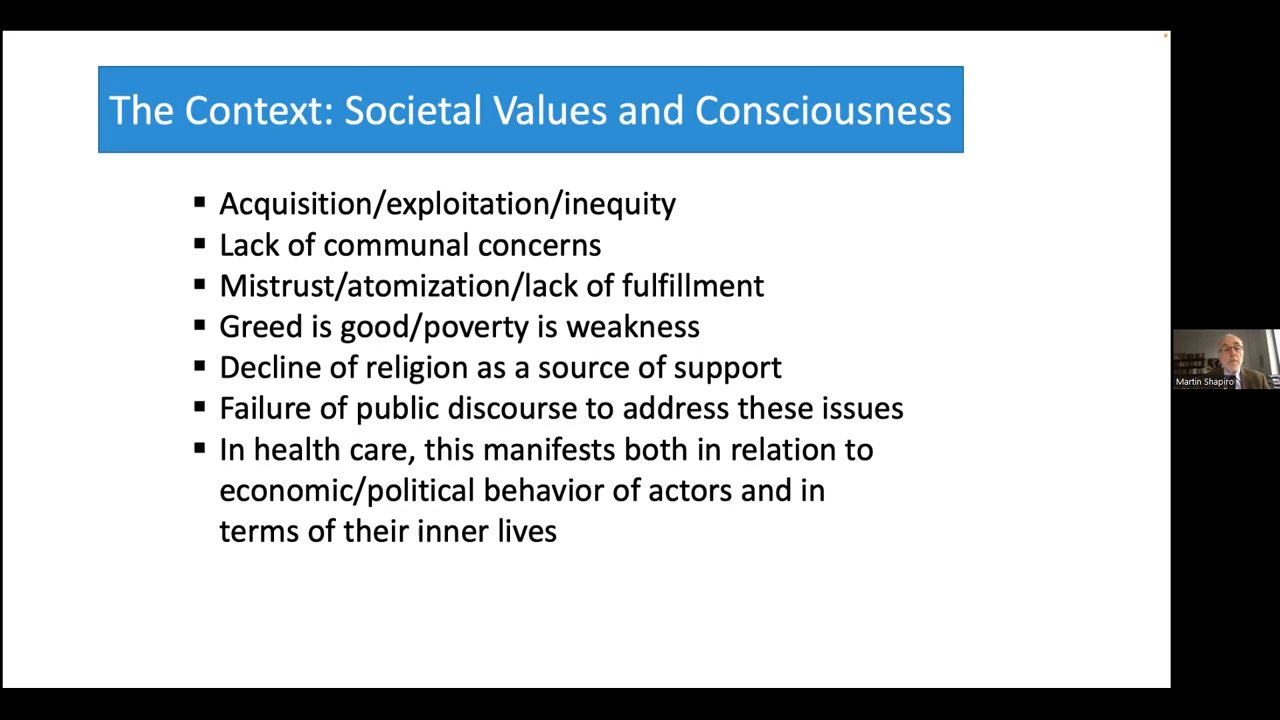 The Context: Societal Values and Consciousness
▪ Acquisition/exploitation/inequity
▪ Lack of communal concerns
▪ Mistrust/atomization/lack of fulfillment
▪ Greed is good/poverty is weakness
▪ Decline of religion as a source of support
▪ Failure of public discourse to address these issues
▪ In health care, this manifests both in relation to
economic/political behavior of actors and in
terms of their inner lives
Martin Shapiro